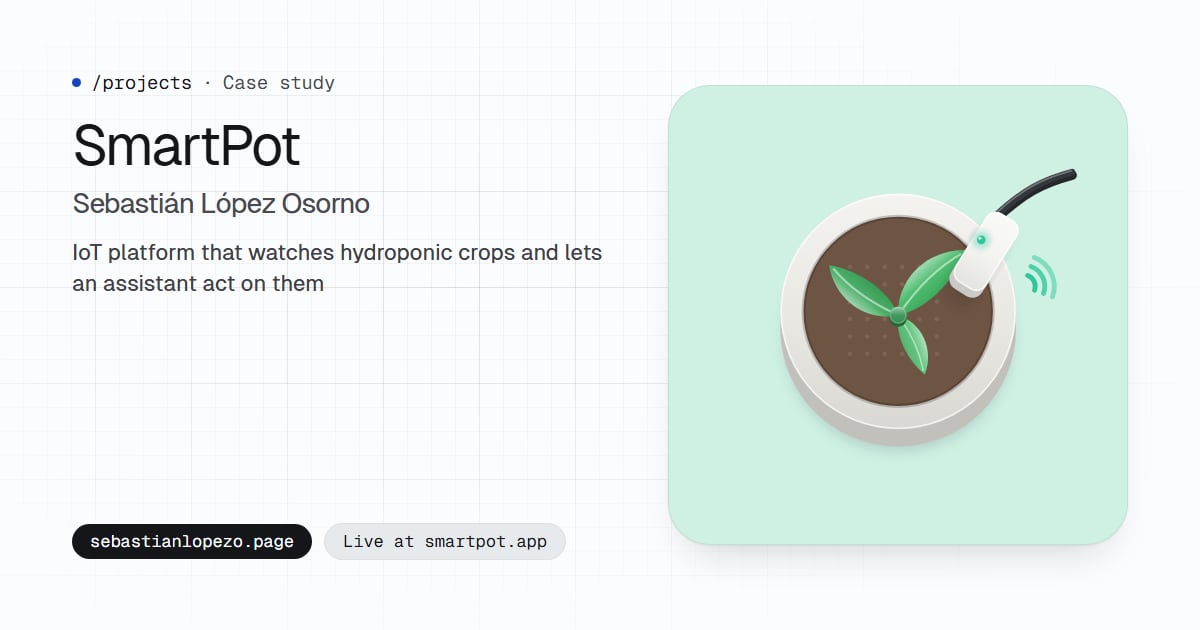 /projects · Case study
SmartPot
Sebastián López Osorno
IoT platform that watches hydroponic crops and lets
an assistant act on them
sebastianlopezo.page
Live at smartpot.app